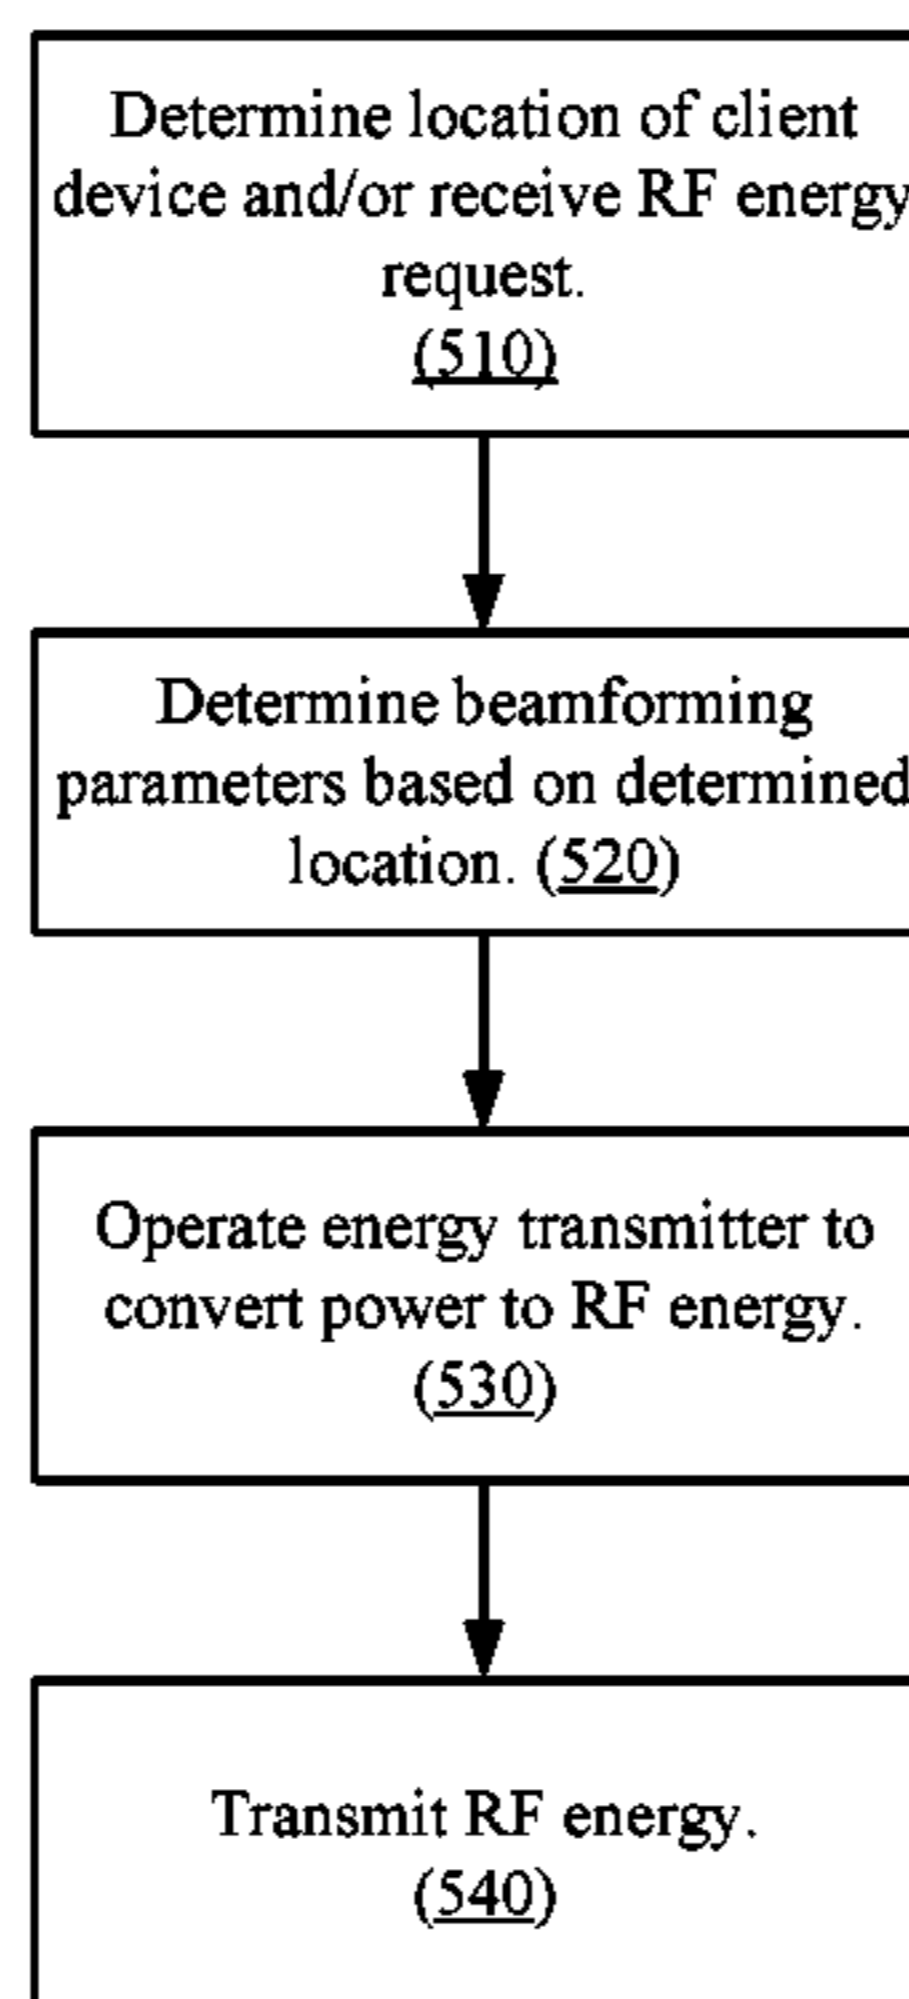 Determine location of client
device and/or receive RF energy
request.
(510)
Determine beamforming
parameters based on determined
location. (520)
Operate energy transmitter to
convert power to RF energy.
(530)
Transmit RF energy.
(540)